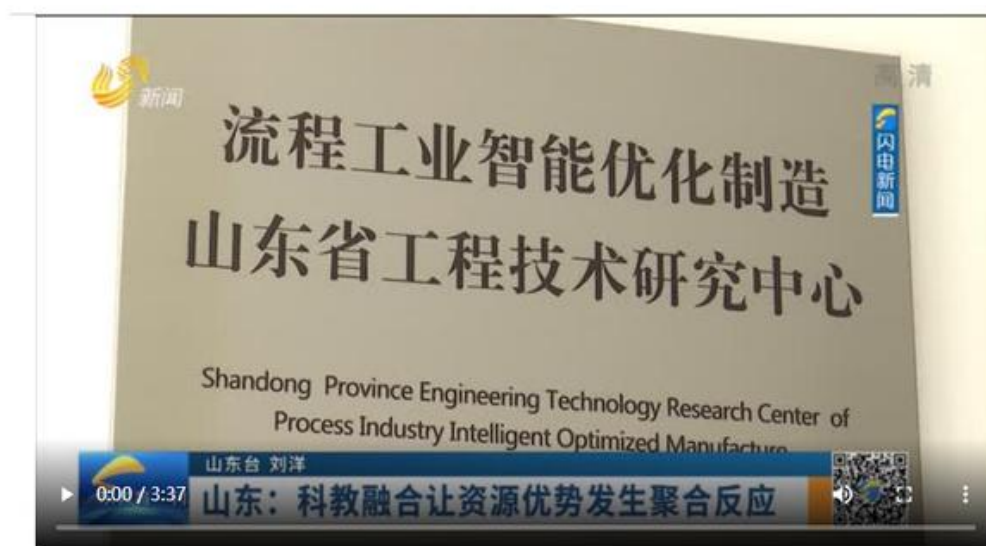 新闻
高清
闪电新闻
流程工业智能优化制造
山东省工程技术研究中心
Shandong Province Engineering Technology Research Center of
Process Industry Intelligent Optimized Manufacture
山东台 刘洋
0:00 / 3:37
山东：科教融合让资源优势发生聚合反应